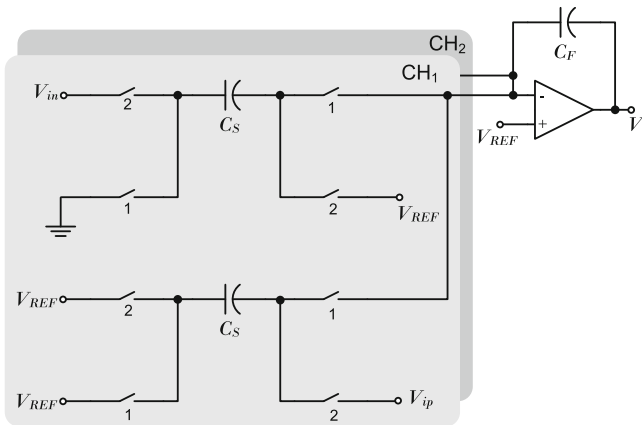 CH2
CF
CH1
Vin
2
CS
1
-
+
VREF
V
1
2
VREF
VREF
2
CS
1
VREF
1
2
Vip